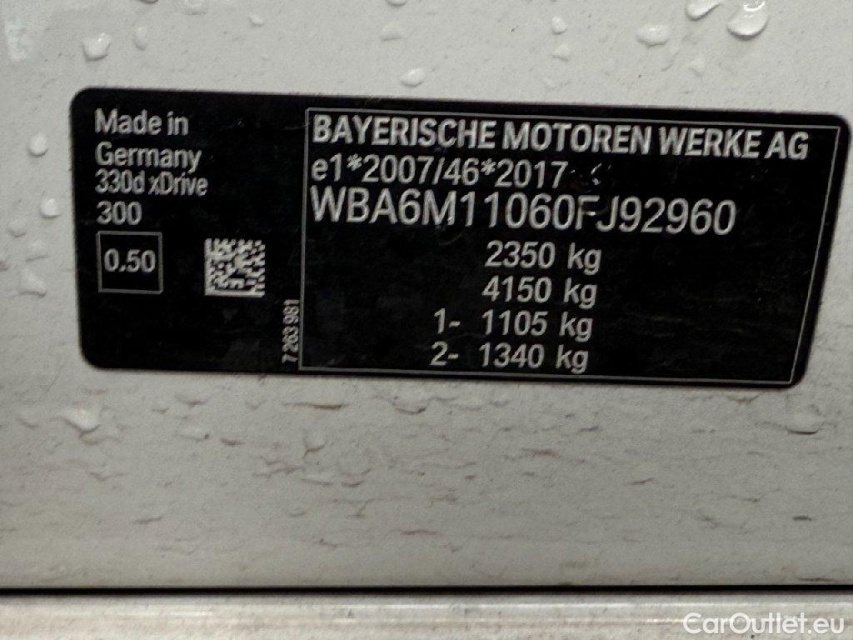 Made in
Germany
330d xDrive
300
0.50
7 263 981
BAYERISCHE MOTOREN WERKE AG
e1*2007/46*2017
WBA6M11060FJ92960
2350 kg
4150 kg
1- 1105 kg
2- 1340 kg
CarOutlet.eu